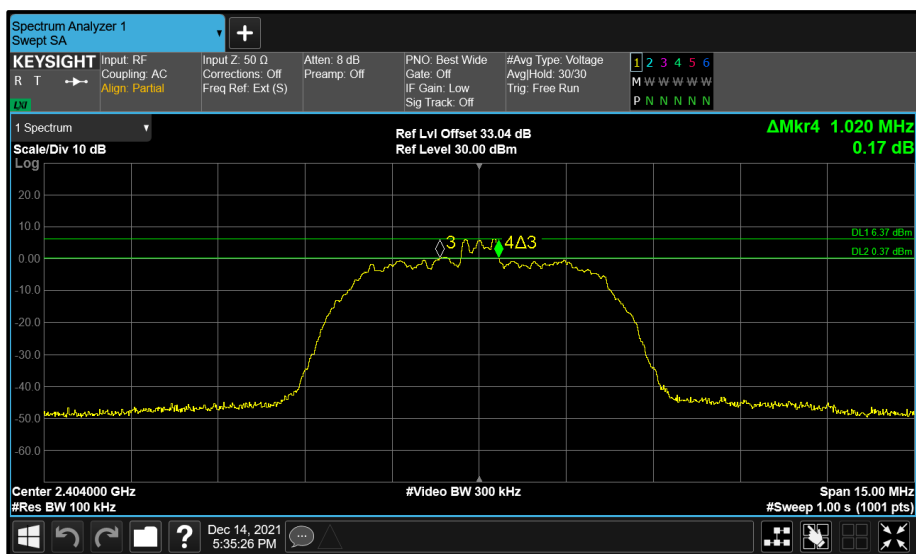 Spectrum Analyzer 1
Swept SA
+
KEYSIGHT
R T
LXI
Input: RF
Coupling: AC
Align: Partial
Input Z: 50 Ω
Corrections: Off
Freq Ref: Ext (S)
Atten: 8 dB
Preamp: Off
PNO: Best Wide
Gate: Off
IF Gain: Low
Sig Track: Off
#Avg Type: Voltage
Avg|Hold: 30/30
Trig: Free Run
1 2 3 4 5 6
M W W W W W
P N N N N N
1 Spectrum
Scale/Div 10 dB
Log
Ref Lvl Offset 33.04 dB
Ref Level 30.00 dBm
ΔMkr4 1.020 MHz
0.17 dB
20.0
10.0
0.00
-10.0
-20.0
-30.0
-40.0
-50.0
-60.0
3
4Δ3
DL1 6.37 dBm
DL2 0.37 dBm
Center 2.404000 GHz
#Video BW 300 kHz
Span 15.00 MHz
#Res BW 100 kHz
#Sweep 1.00 s (1001 pts)
?
Dec 14, 2021
5:35:26 PM